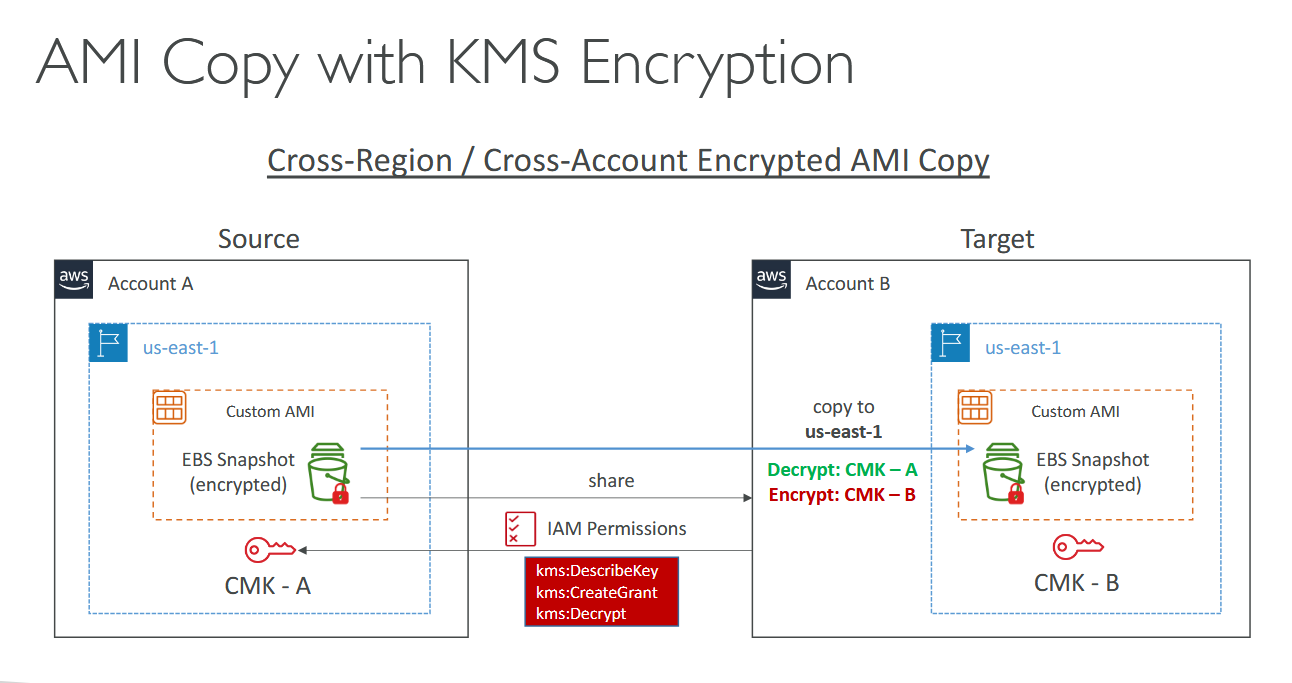 AMI Copy with KMS Encryption
Cross-Region / Cross-Account Encrypted AMI Copy
Source
aws
Account A
us-east-1
Custom AMI
EBS Snapshot
(encrypted)
CMK - A
share
IAM Permissions
kms:DescribeKey
kms:CreateGrant
kms:Decrypt
Target
aws
Account B
copy to
us-east-1
Decrypt: CMK – A
Encrypt: CMK – B
us-east-1
Custom AMI
EBS Snapshot
(encrypted)
CMK - B